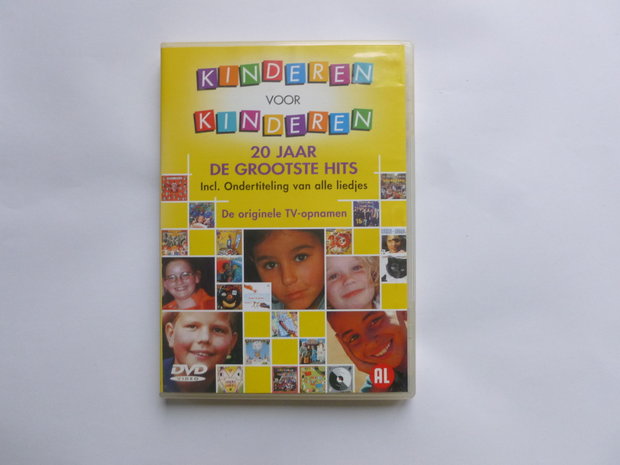 KINDEREN
VOOR
KINDEREN
20 JAAR
DE GROOTSTE HITS
Incl. Ondertiteling van alle liedjes
De originele TV-opnamen
DVD
VIDEO
AL